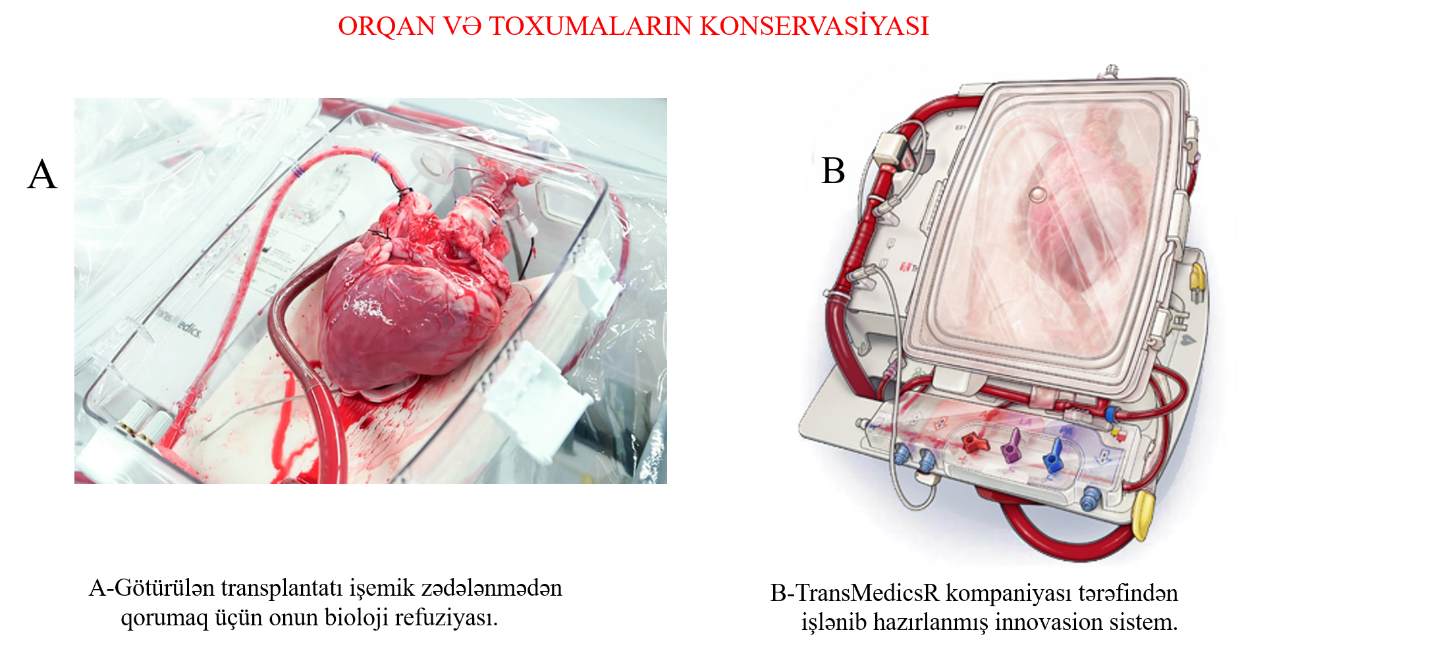 ORQAN VƏ TOXUMALARIN KONSERVASİYASI
A
B
TransMedics
A-Götürülən transplantatı işemik zədələnmədən
qorumaq üçün onun bioloji refuziyası.
B-TransMedicsR kompaniyası tərəfindən
işlənib hazırlanmış innovasion sistem.